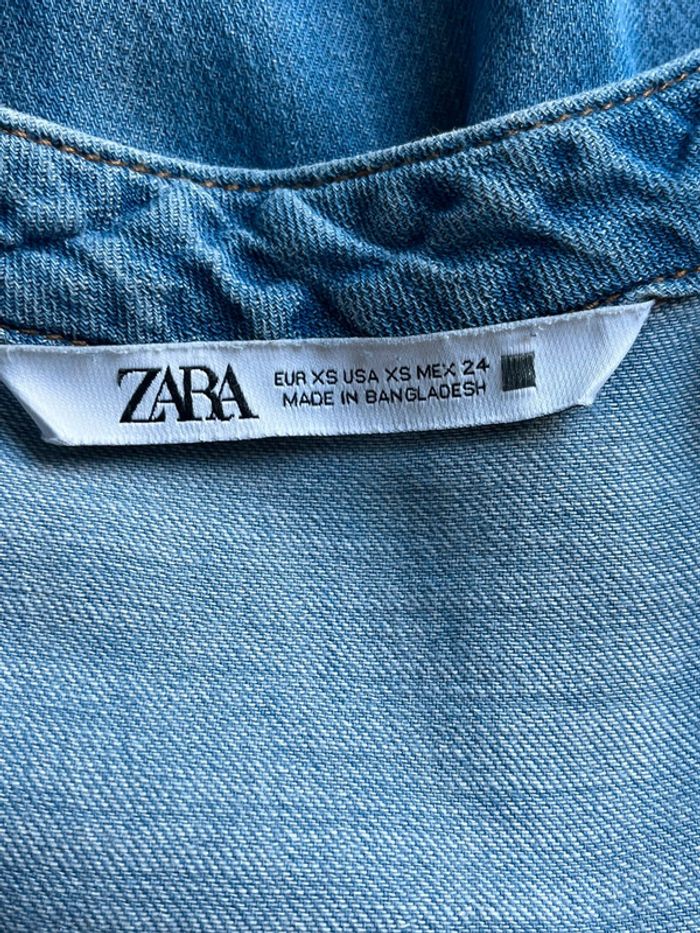 ZARA
EUR XS USA XS MEX 24
MADE IN BANGLADESH